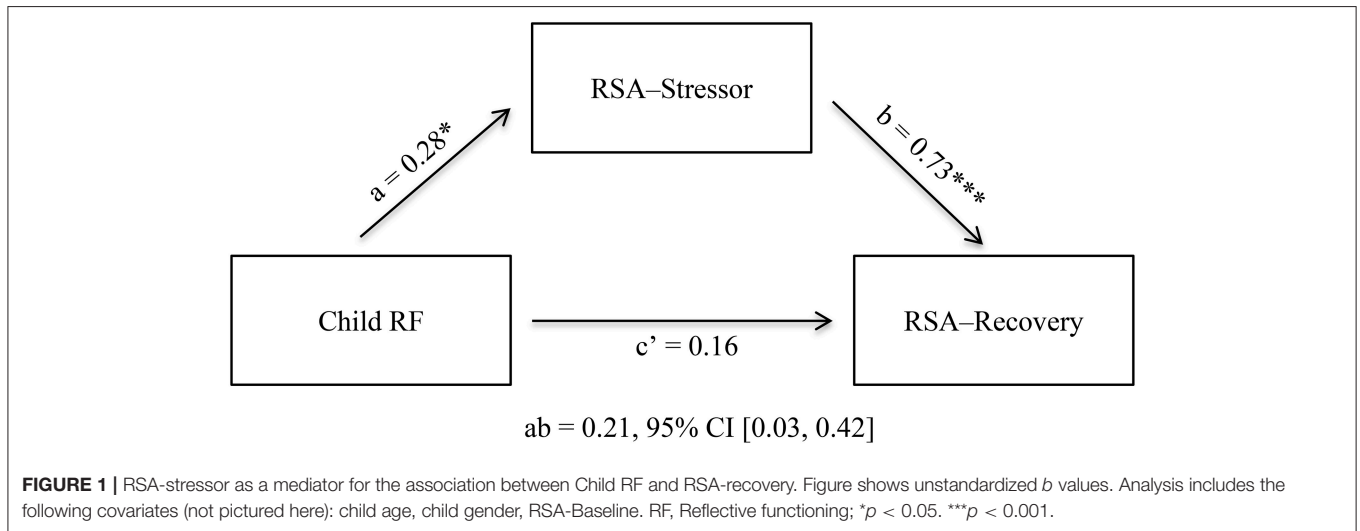 RSA–Stressor
a = 0.28*
b = 0.73***
Child RF
RSA–Recovery
c’ = 0.16
ab = 0.21, 95% CI [0.03, 0.42]
FIGURE 1 | RSA-stressor as a mediator for the association between Child RF and RSA-recovery. Figure shows unstandardized b values. Analysis includes the
following covariates (not pictured here): child age, child gender, RSA-Baseline. RF, Reflective functioning; *p < 0.05. ***p < 0.001.